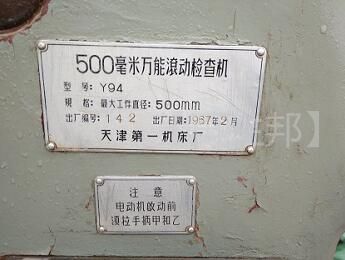 500毫米万能滚动检查机
型号：Y94
规格：最大工件直径：500mm
出厂编号：142 出厂日期：1987年2月
天津第一机床厂
邦】
注意
电动机啟动前
须拉手柄甲和乙